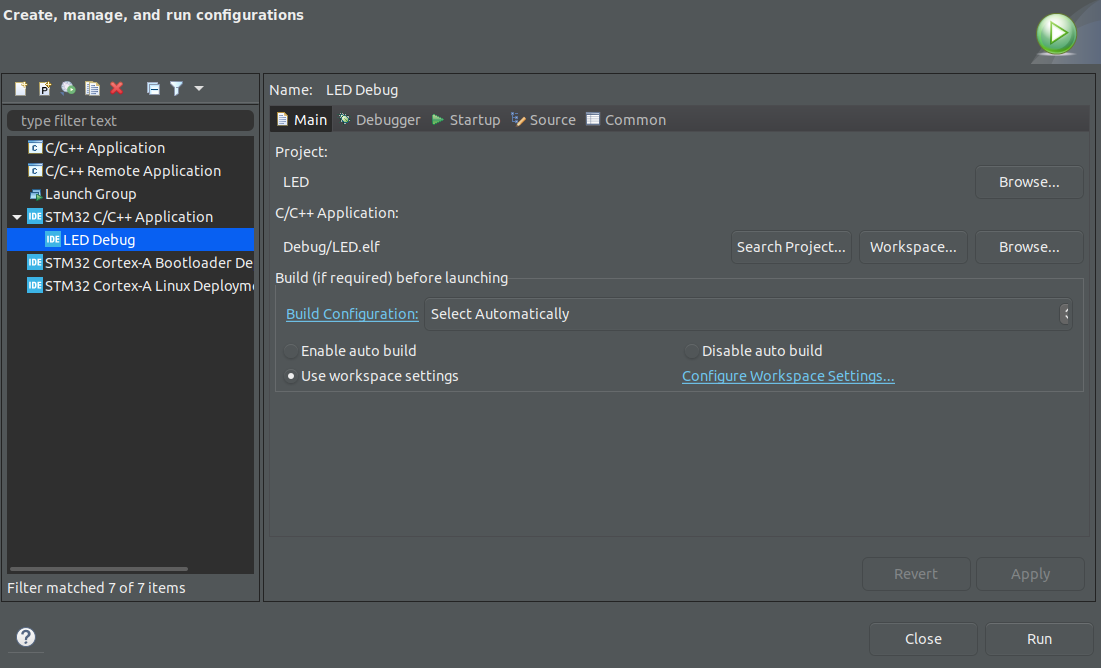 Create, manage, and run configurations
type filter text
C/C++ Application
C/C++ Remote Application
Launch Group
STM32 C/C++ Application
LED Debug
STM32 Cortex-A Bootloader De
STM32 Cortex-A Linux Deployme
Filter matched 7 of 7 items
Name: LED Debug
Main Debugger Startup Source Common
Project:
LED
Browse...
C/C++ Application:
Debug/LED.elf
Search Project... Workspace... Browse...
Build (if required) before launching
Build Configuration: Select Automatically
Enable auto build Disable auto build
Use workspace settings Configure Workspace Settings...
Revert Apply
Close Run